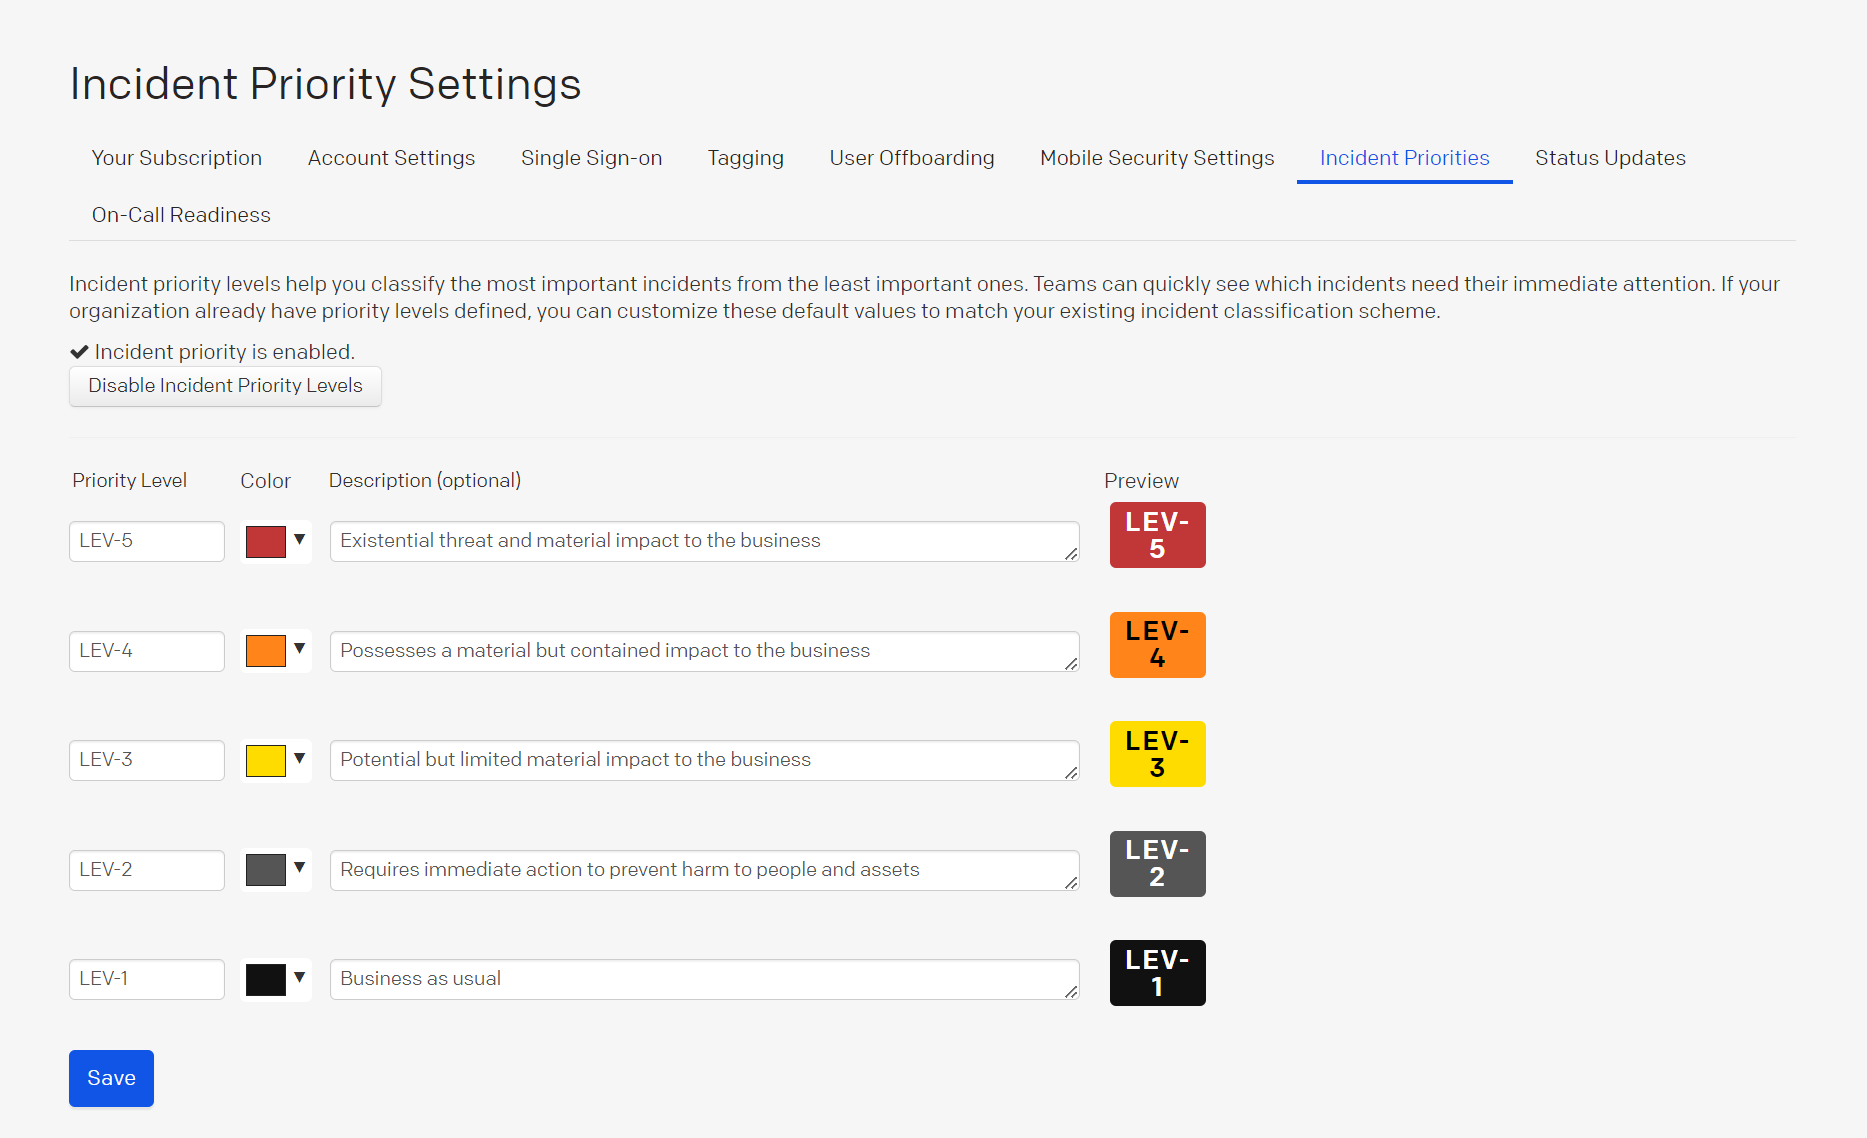 Incident Priority Settings
Your Subscription Account Settings Single Sign-on Tagging User Offboarding Mobile Security Settings Incident Priorities Status Updates
On-Call Readiness
Incident priority levels help you classify the most important incidents from the least important ones. Teams can quickly see which incidents need their immediate attention. If your
organization already have priority levels defined, you can customize these default values to match your existing incident classification scheme.
Incident priority is enabled.
Disable Incident Priority Levels
Priority Level Color Description (optional) Preview
LEV-5 Existential threat and material impact to the business LEV-
5
LEV-4 Possesses a material but contained impact to the business LEV-
4
LEV-3 Potential but limited material impact to the business LEV-
3
LEV-2 Requires immediate action to prevent harm to people and assets LEV-
2
LEV-1 Business as usual LEV-
1
Save